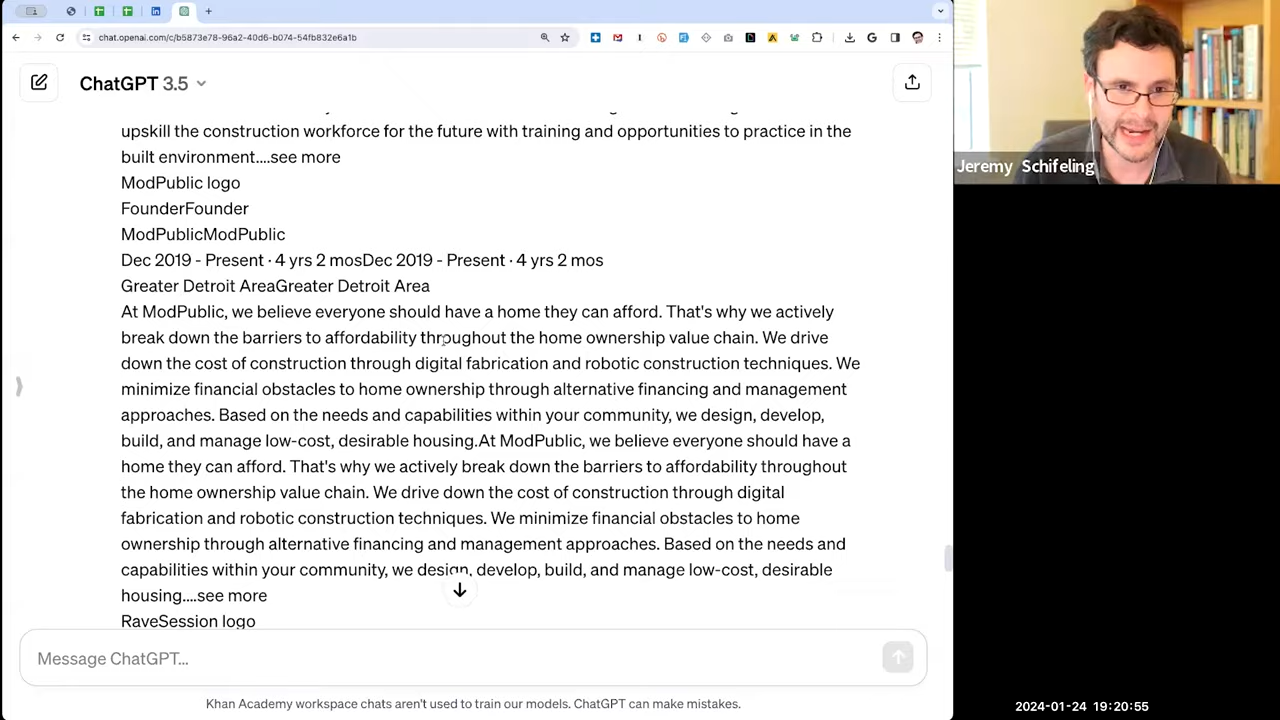 chat.openai.com/c/b5873e78-96a2-40d6-b074-54fb832e6a1b
ChatGPT 3.5
upskill the construction workforce for the future with training and opportunities to practice in the
built environment....see more
ModPublic logo
FounderFounder
ModPublicModPublic
Dec 2019 - Present · 4 yrs 2 mosDec 2019 - Present · 4 yrs 2 mos
Greater Detroit AreaGreater Detroit Area
At ModPublic, we believe everyone should have a home they can afford. That's why we actively
break down the barriers to affordability throughout the home ownership value chain. We drive
down the cost of construction through digital fabrication and robotic construction techniques. We
minimize financial obstacles to home ownership through alternative financing and management
approaches. Based on the needs and capabilities within your community, we design, develop,
build, and manage low-cost, desirable housing.At ModPublic, we believe everyone should have a
home they can afford. That's why we actively break down the barriers to affordability throughout
the home ownership value chain. We drive down the cost of construction through digital
fabrication and robotic construction techniques. We minimize financial obstacles to home
ownership through alternative financing and management approaches. Based on the needs and
capabilities within your community, we design, develop, build, and manage low-cost, desirable
housing....see more
RaveSession logo
Message ChatGPT...
Khan Academy workspace chats aren't used to train our models. ChatGPT can make mistakes.
Jeremy Schifeling
2024-01-24 19:20:55